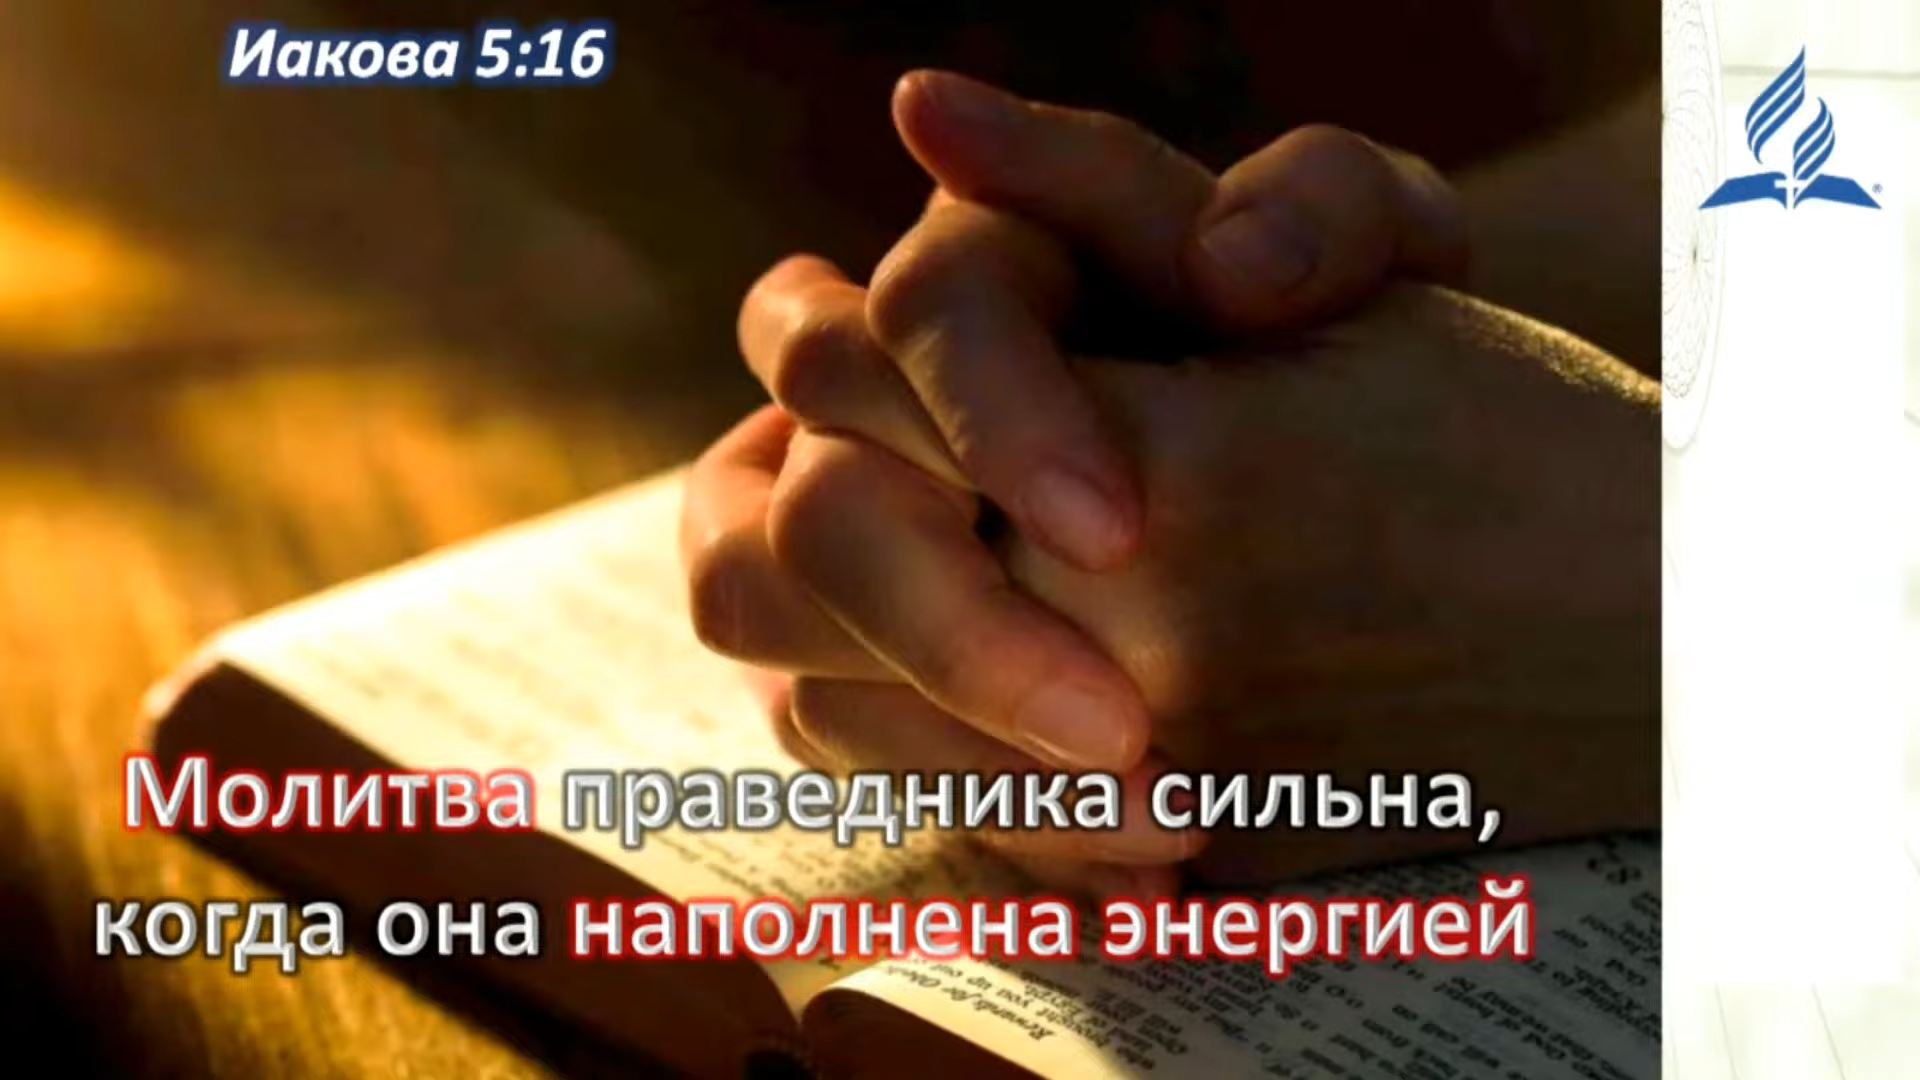 Иакова 5:16
®
Молитва праведника сильна,
когда она наполнена энергией